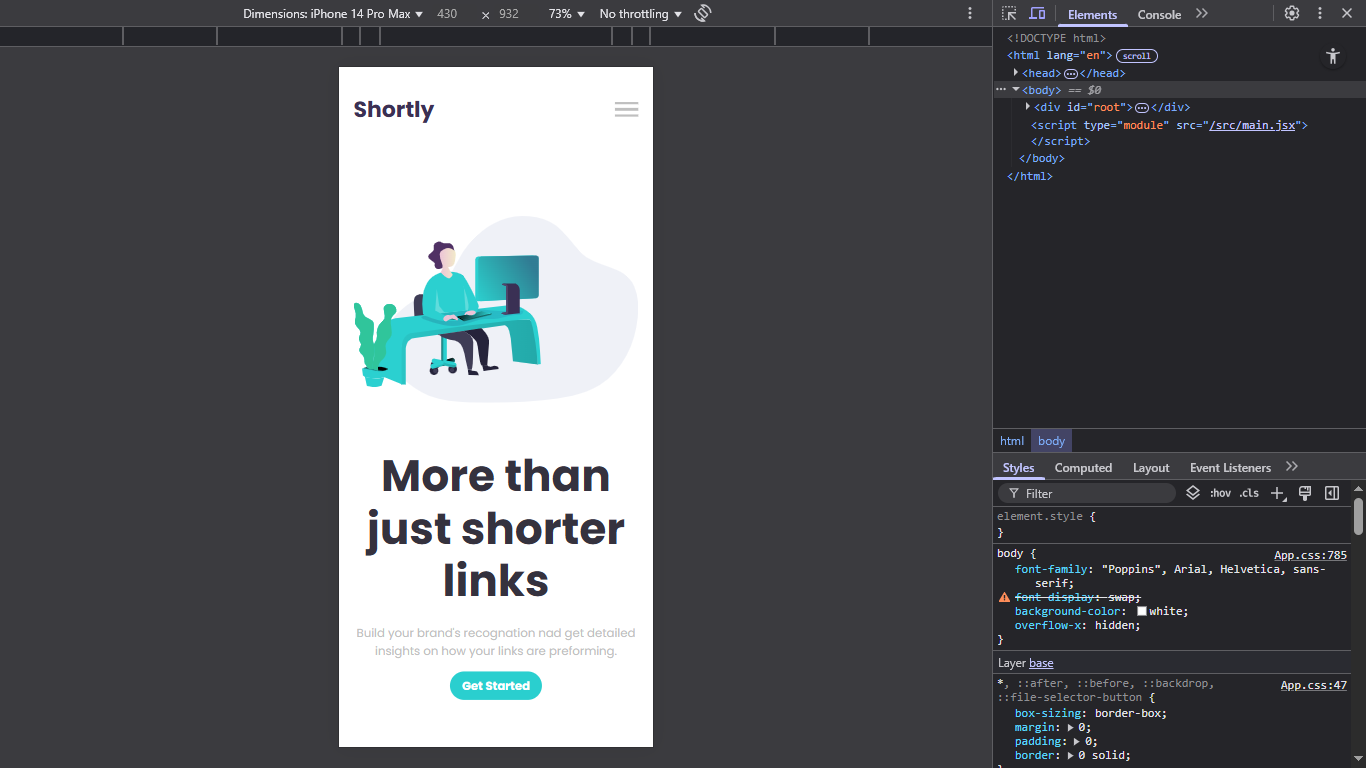 Dimensions: iPhone 14 Pro Max ▼ 430 × 932 73% ▼ No throttling ▼
Elements Console
Shortly
More than
just shorter
links
Build your brand's recognation nad get detailed
insights on how your links are preforming.
Get Started
<!DOCTYPE html>
<html lang="en"> scroll
<head> ⋯ </head>
<body> == $0
<div id="root"> ⋯ </div>
<script type="module" src="/src/main.jsx">
</script>
</body>
</html>
html body
Styles Computed Layout Event Listeners
Filter :hov .cls
element.style {
}
body { App.css:785
font-family: "Poppins", Arial, Helvetica, sans-
serif;
font-display: swap;
background-color: white;
overflow-x: hidden;
}
Layer base
*, ::after, ::before, ::backdrop, App.css:47
::file-selector-button {
box-sizing: border-box;
margin: 0;
padding: 0;
border: 0 solid;